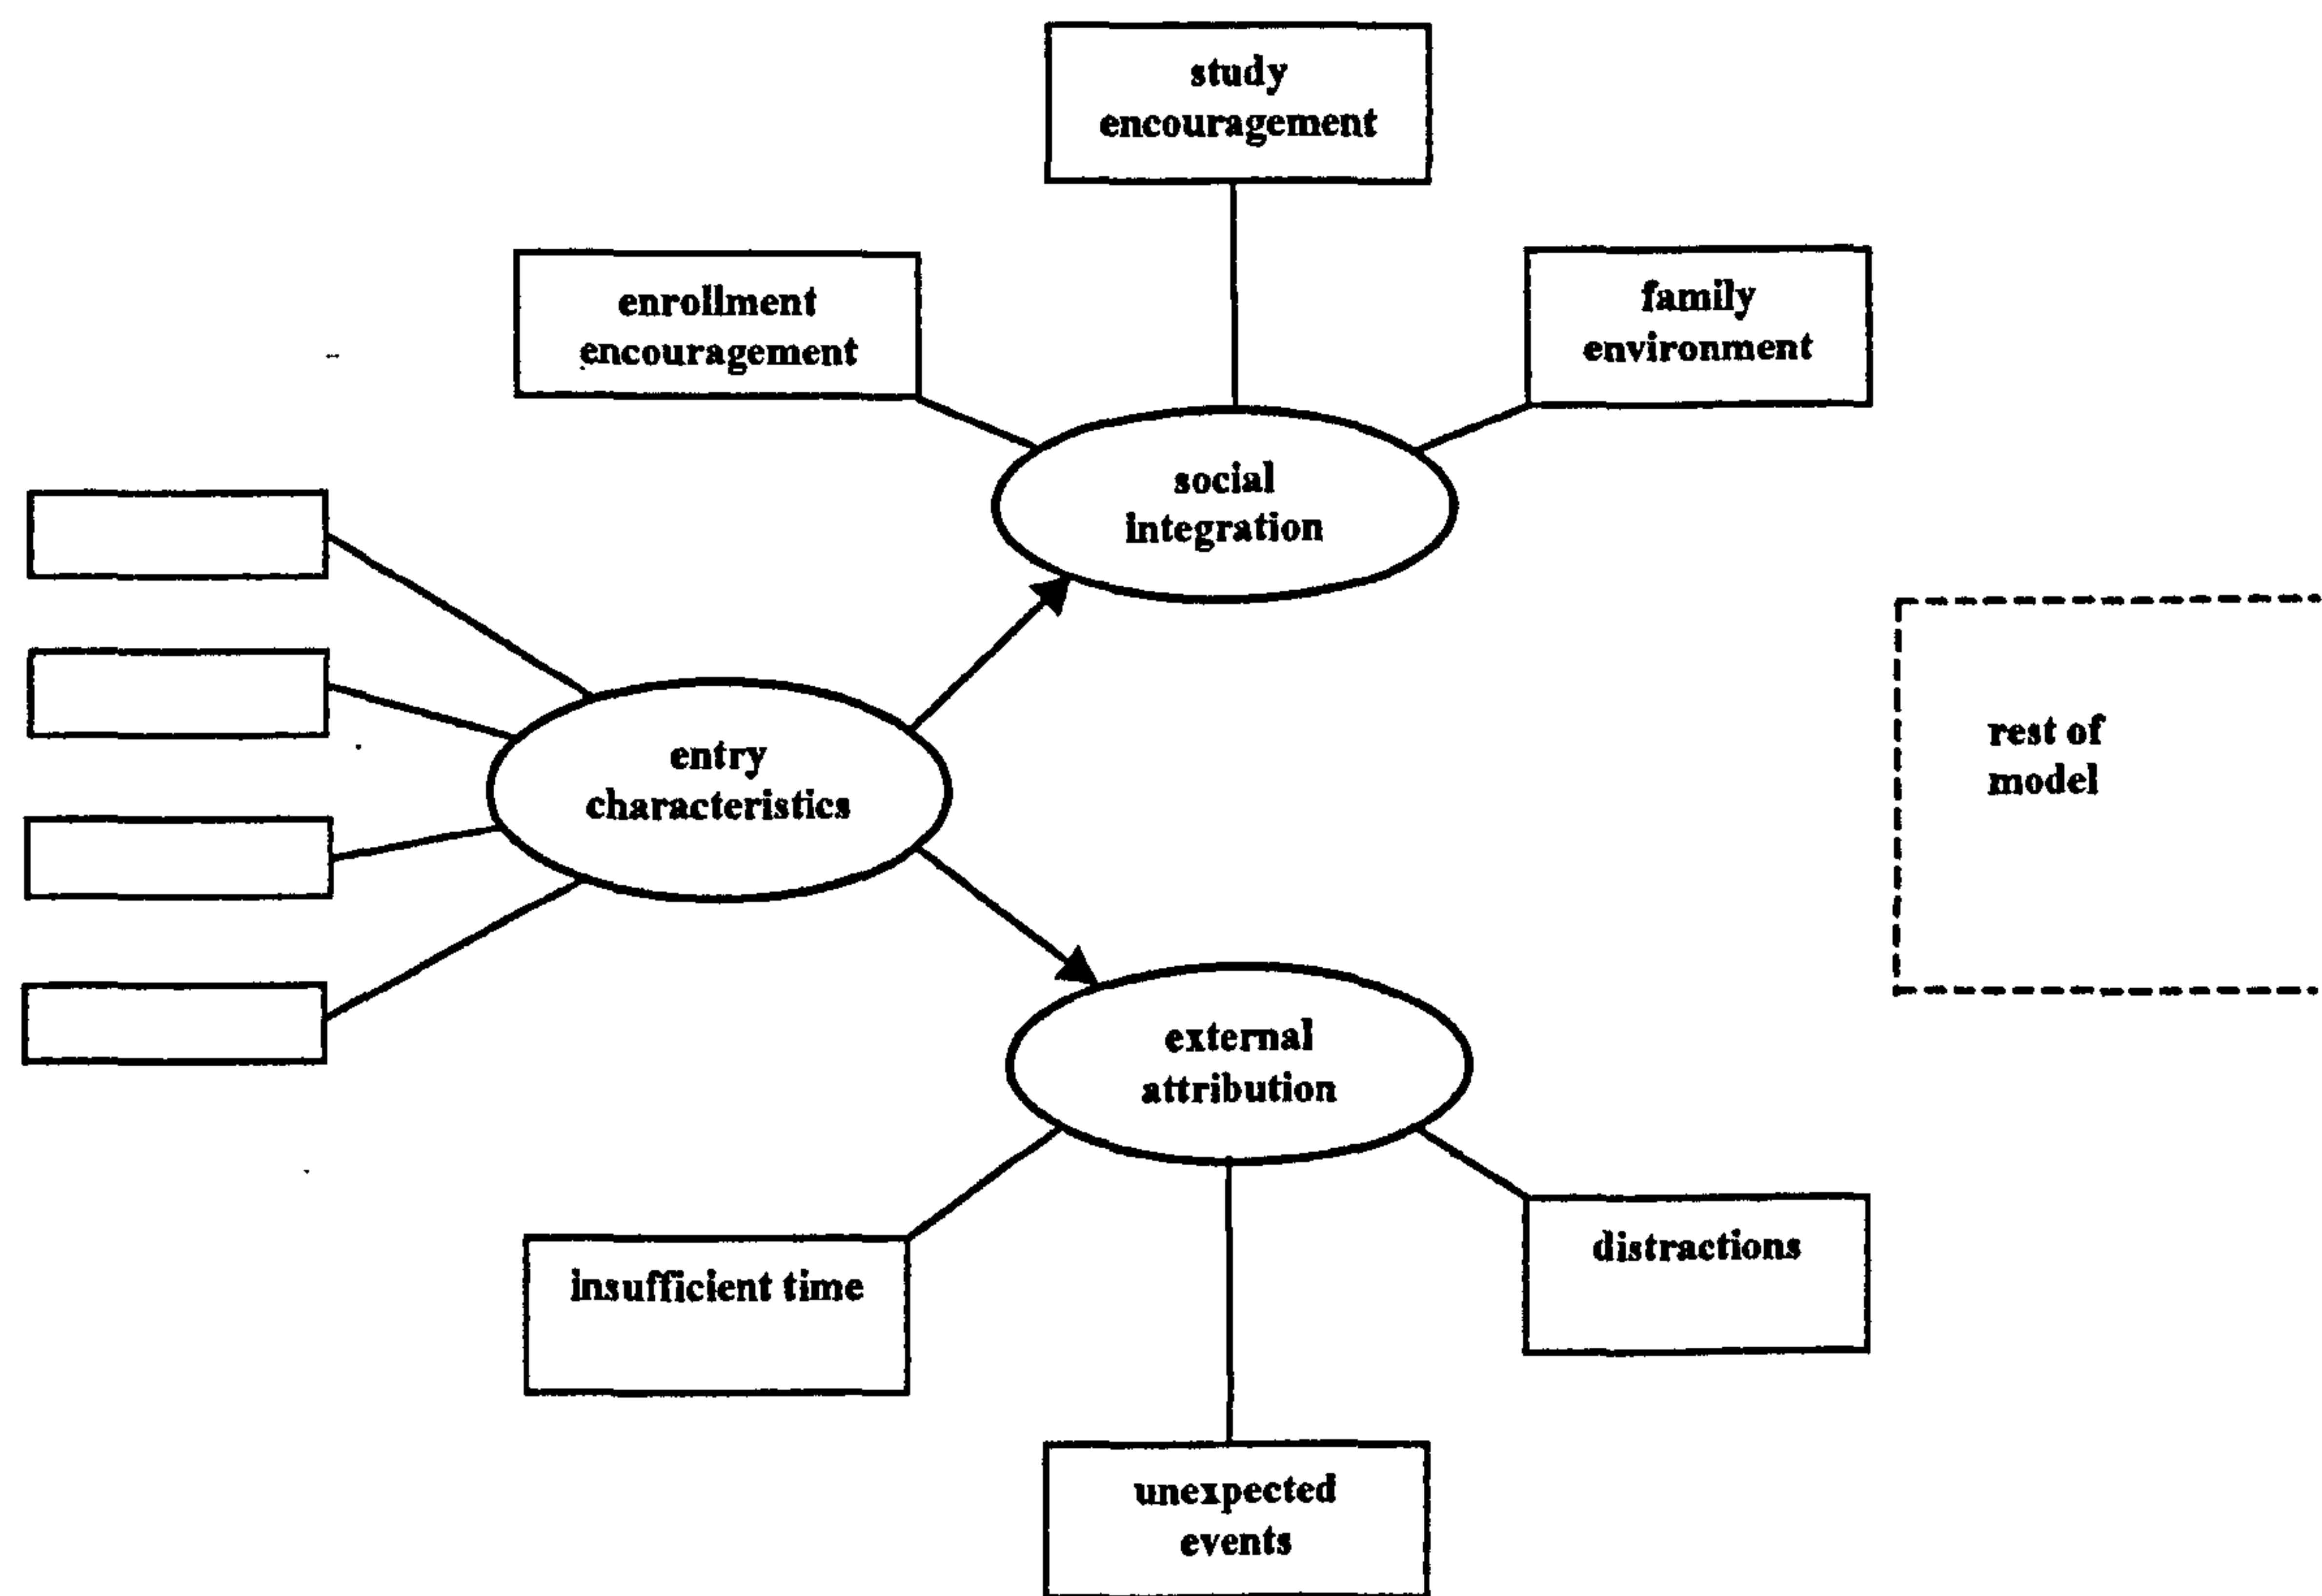 study
encouragement
enrollment
encouragement
family
environment
social
integration
rest of
model
entry
characteristics
external
attribution
insufficient time
distractions
unexpected
events